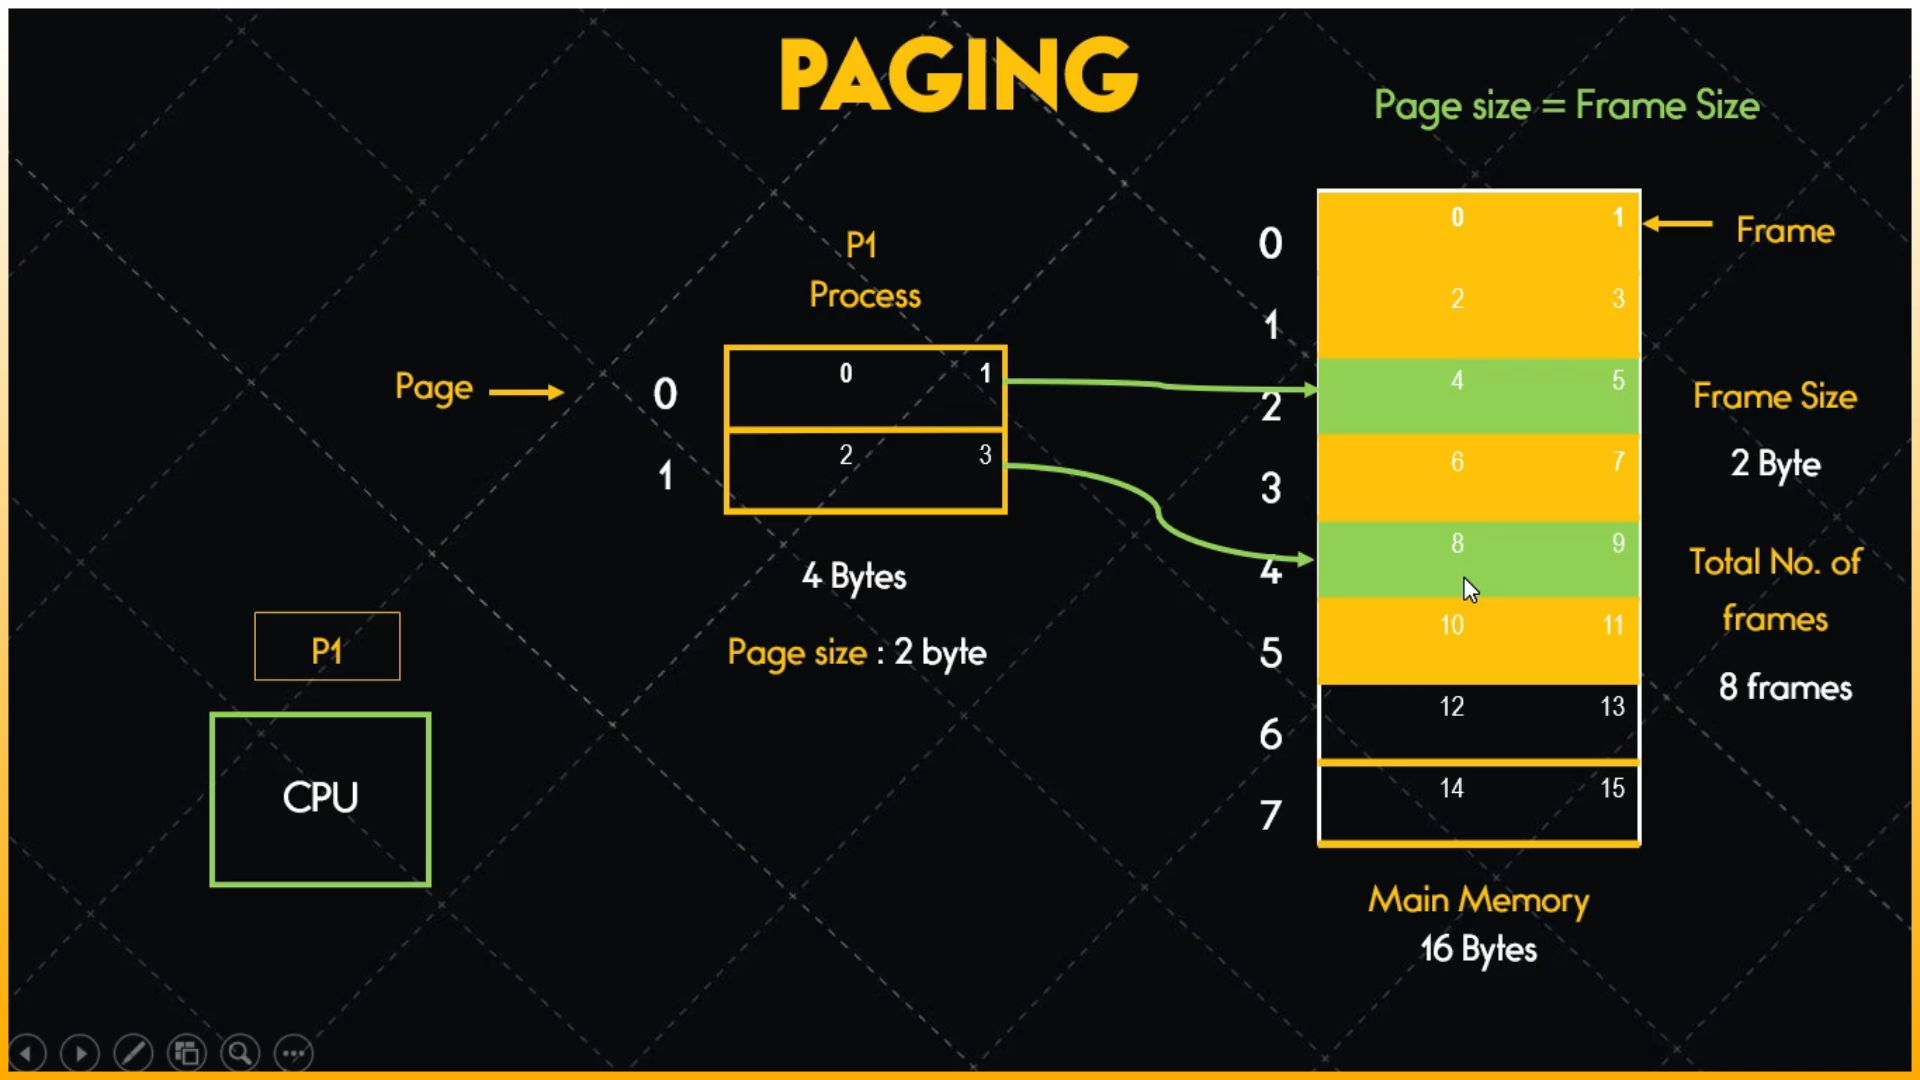 PAGING
Page size = Frame Size
P1
Process
Page
0
0 1
1
2 3
4 Bytes
Page size : 2 byte
P1
CPU
0
0 1
1
2 3
2
4 5
3
6 7
4
8 9
5
10 11
6
12 13
7
14 15
Main Memory
16 Bytes
Frame
Frame Size
2 Byte
Total No. of
frames
8 frames